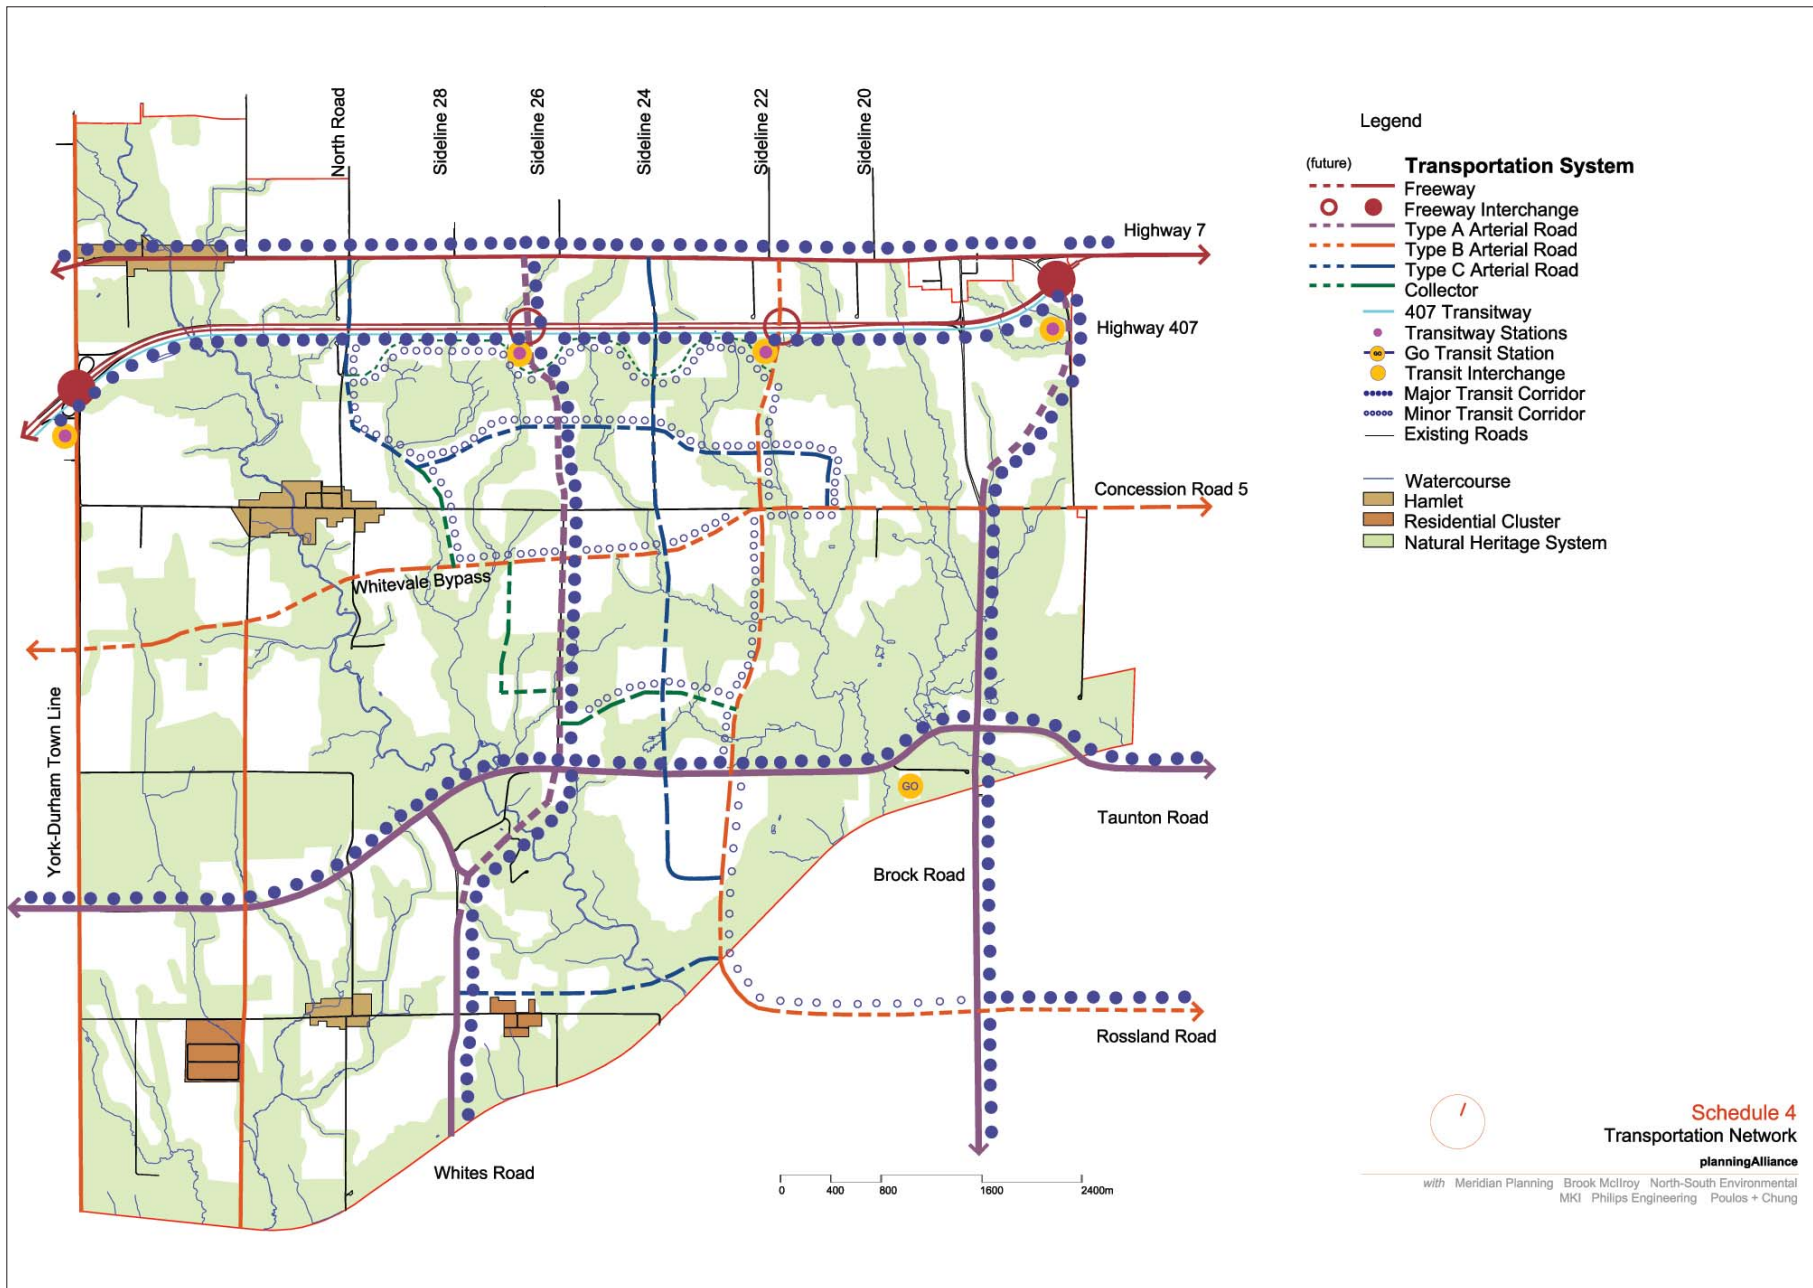 North Road
Sideline 28
Sideline 26
Sideline 24
Sideline 22
Sideline 20
Highway 7
Highway 407
Concession Road 5
Whitevale Bypass
York-Durham Town Line
GO
Taunton Road
Brock Road
Rossland Road
Whites Road
Legend
(future) Transportation System
Freeway
Freeway Interchange
Type A Arterial Road
Type B Arterial Road
Type C Arterial Road
Collector
407 Transitway
Transitway Stations
GO Go Transit Station
Transit Interchange
Major Transit Corridor
Minor Transit Corridor
Existing Roads
Watercourse
Hamlet
Residential Cluster
Natural Heritage System
0 400 800 1600 2400m
Schedule 4
Transportation Network
planningAlliance
with Meridian Planning Brook McIlroy North-South Environmental
MKI Philips Engineering Poulos + Chung